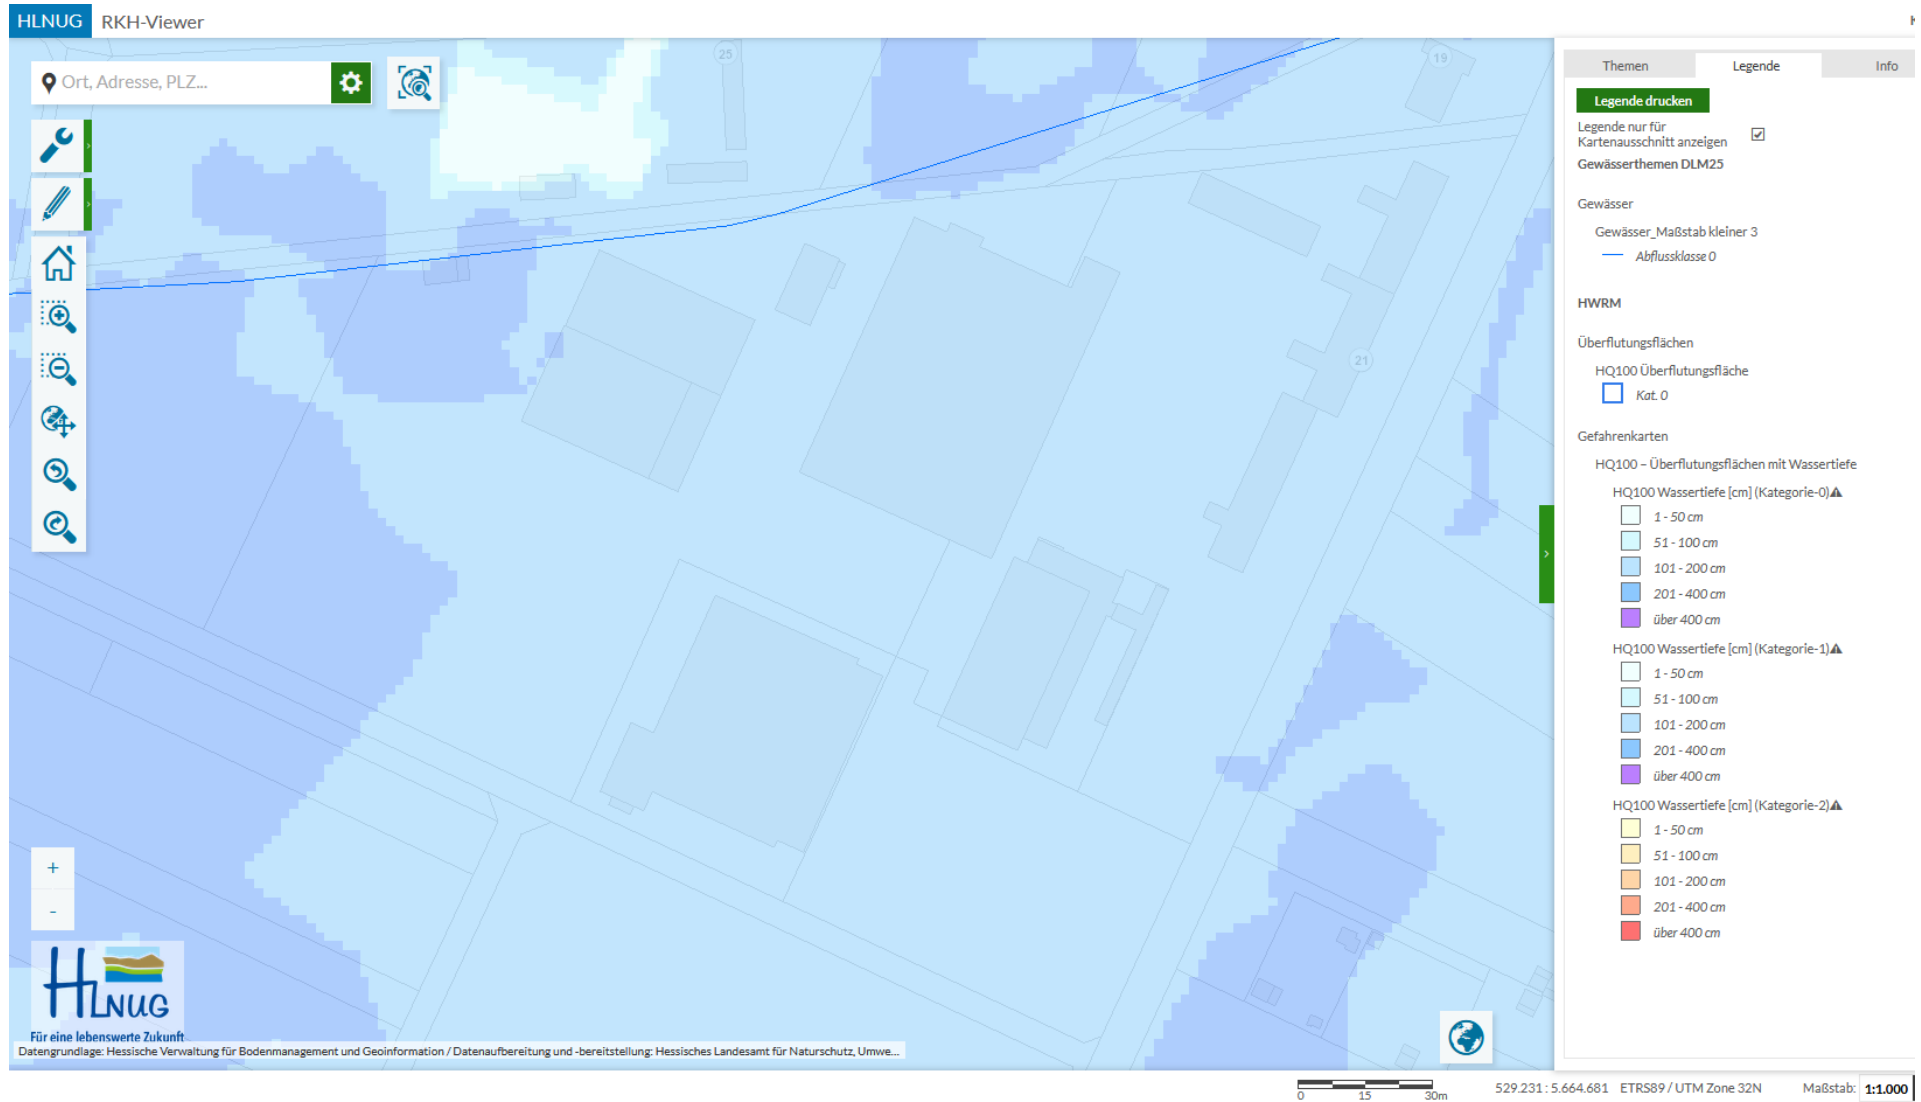 HLNUG RKH-Viewer
K
Ort, Adresse, PLZ...
25
19
21
+
-
HLNUG
Für eine lebenswerte Zukunft
Datengrundlage: Hessische Verwaltung für Bodenmanagement und Geoinformation / Datenaufbereitung und -bereitstellung: Hessisches Landesamt für Naturschutz, Umwe...
Themen Legende Info
Legende drucken
Legende nur für
Kartenausschnitt anzeigen
Gewässerthemen DLM25
Gewässer
Gewässer_Maßstab kleiner 3
Abflussklasse 0
HWRM
Überflutungsflächen
HQ100 Überflutungsfläche
Kat. 0
Gefahrenkarten
HQ100 – Überflutungsflächen mit Wassertiefe
HQ100 Wassertiefe [cm] (Kategorie-0)
1 - 50 cm
51 - 100 cm
101 - 200 cm
201 - 400 cm
über 400 cm
HQ100 Wassertiefe [cm] (Kategorie-1)
1 - 50 cm
51 - 100 cm
101 - 200 cm
201 - 400 cm
über 400 cm
HQ100 Wassertiefe [cm] (Kategorie-2)
1 - 50 cm
51 - 100 cm
101 - 200 cm
201 - 400 cm
über 400 cm
0 15 30m
529.231 : 5.664.681 ETRS89 / UTM Zone 32N Maßstab: 1:1.000